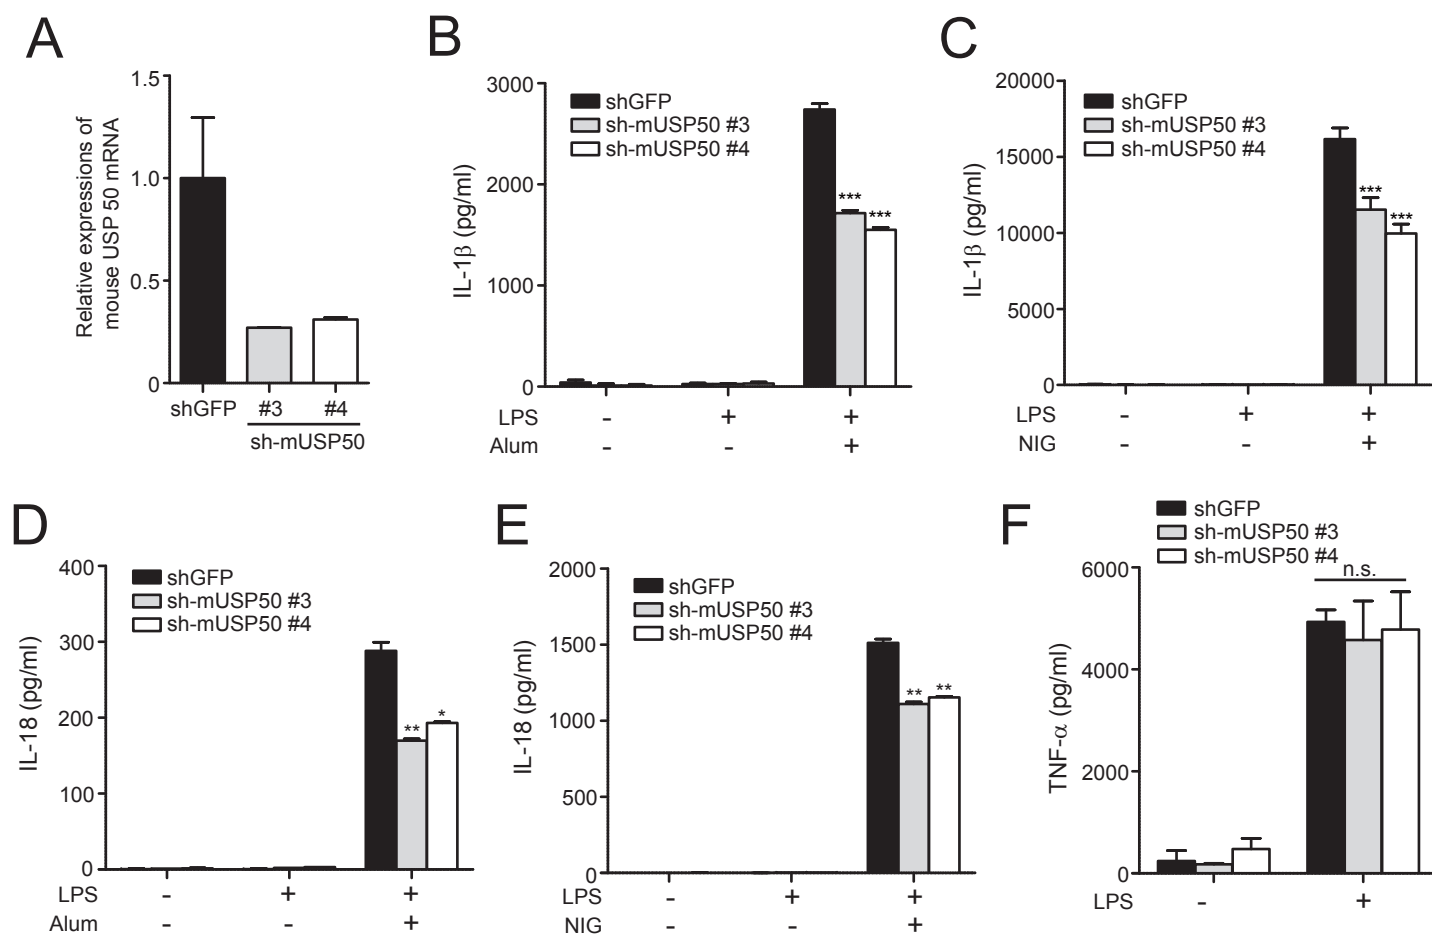 A
Relative expressions of
mouse USP 50 mRNA
1.5
1.0
0.5
0
shGFP #3 #4
sh-mUSP50
B
IL-1β (pg/ml)
3000
2000
1000
0
shGFP
sh-mUSP50 #3
sh-mUSP50 #4
***
***
LPS - + +
Alum - - +
C
IL-1β (pg/ml)
20000
15000
10000
5000
0
shGFP
sh-mUSP50 #3
sh-mUSP50 #4
***
***
LPS - + +
NIG - - +
D
IL-18 (pg/ml)
400
300
200
100
0
shGFP
sh-mUSP50 #3
sh-mUSP50 #4
**
*
LPS - + +
Alum - - +
E
IL-18 (pg/ml)
2000
1500
1000
500
0
shGFP
sh-mUSP50 #3
sh-mUSP50 #4
**
**
LPS - + +
NIG - - +
F
TNF-α (pg/ml)
6000
4000
2000
0
shGFP
sh-mUSP50 #3
sh-mUSP50 #4
n.s.
LPS - +